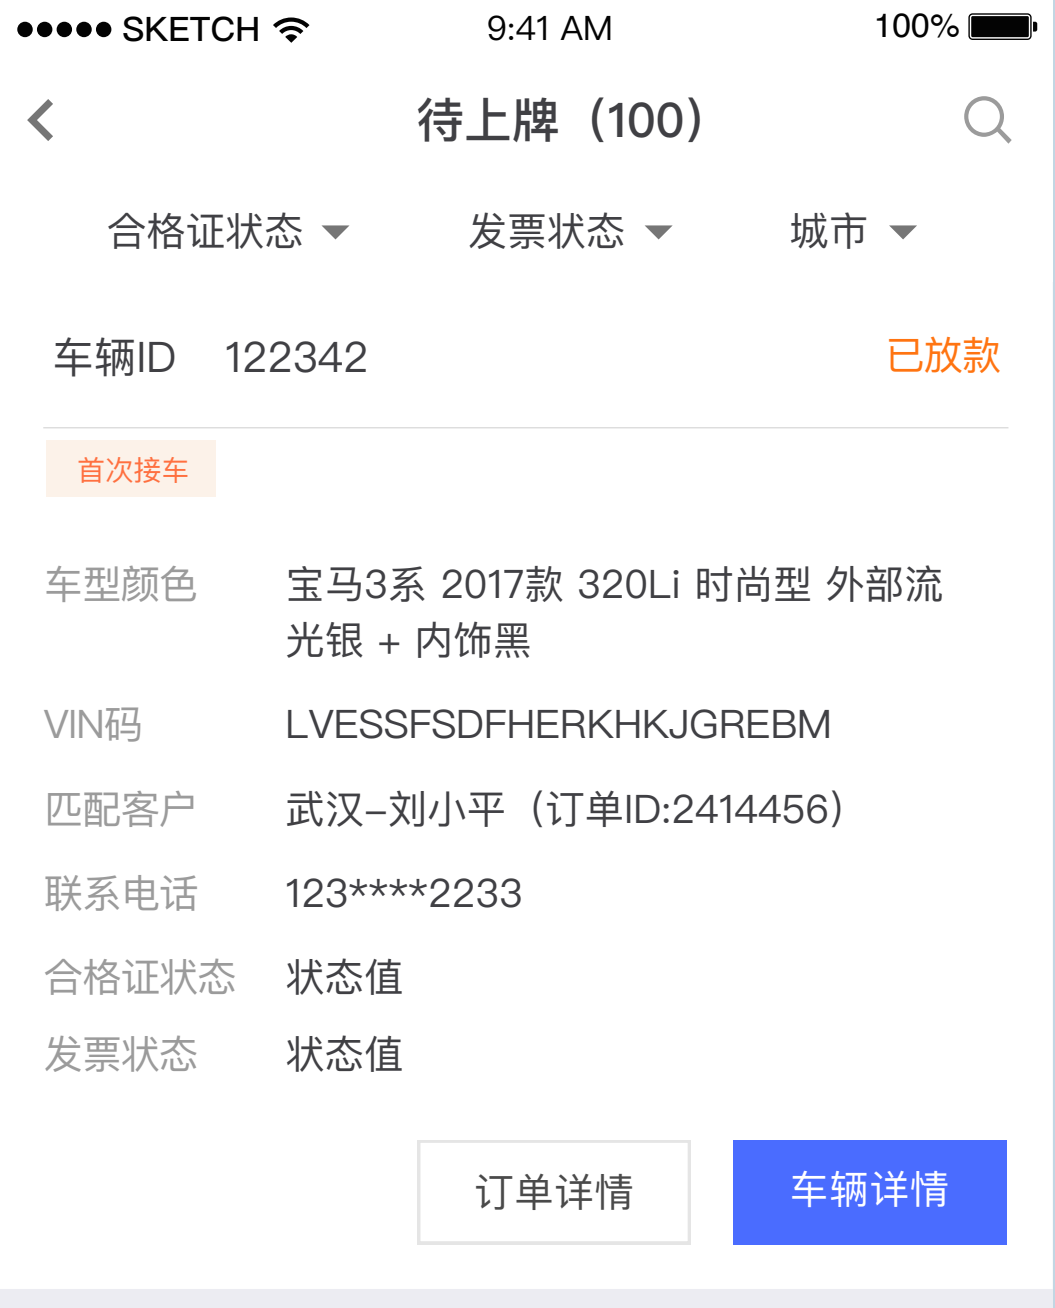 SKETCH 9:41 AM 100%
待上牌（100）
合格证状态 发票状态 城市
车辆ID 122342 已放款
首次接车
车型颜色 宝马3系 2017款 320Li 时尚型 外部流
光银 + 内饰黑
VIN码 LVESSFSDFHERKHKJGREBM
匹配客户 武汉–刘小平（订单ID:2414456）
联系电话 123****2233
合格证状态 状态值
发票状态 状态值
订单详情 车辆详情